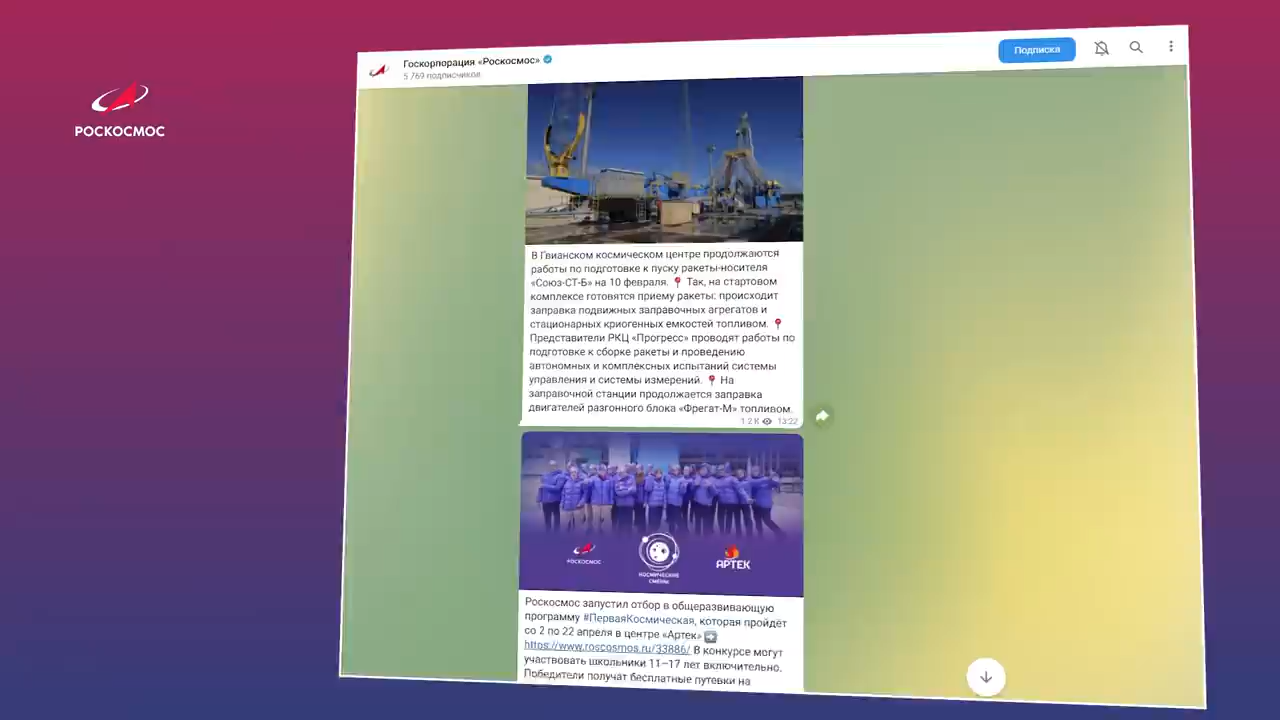 РОСКОСМОС
Госкорпорация «Роскосмос»
5 769 подписчиков
Подписка
В Гвианском космическом центре продолжаются
работы по подготовке к пуску ракеты-носителя
«Союз-СТ-Б» на 10 февраля. 📍 Так, на стартовом
комплексе готовятся приему ракеты: происходит
заправка подвижных заправочных агрегатов и
стационарных криогенных емкостей топливом. 📍
Представители РКЦ «Прогресс» проводят работы по
подготовке к сборке ракеты и проведению
автономных и комплексных испытаний системы
управления и системы измерений. 📍 На
заправочной станции продолжается заправка
двигателей разгонного блока «Фрегат-М» топливом.
1.2K 13:22
РОСКОСМОС
КОСМИЧЕСКИЕ
СМЕНЫ
АРТЕК
Роскосмос запустил отбор в общеразвивающую
программу #ПерваяКосмическая, которая пройдёт
со 2 по 22 апреля в центре «Артек» ➡
https://www.roscosmos.ru/33886/ В конкурсе могут
участвовать школьники 11–17 лет включительно.
Победители получат бесплатные путевки на